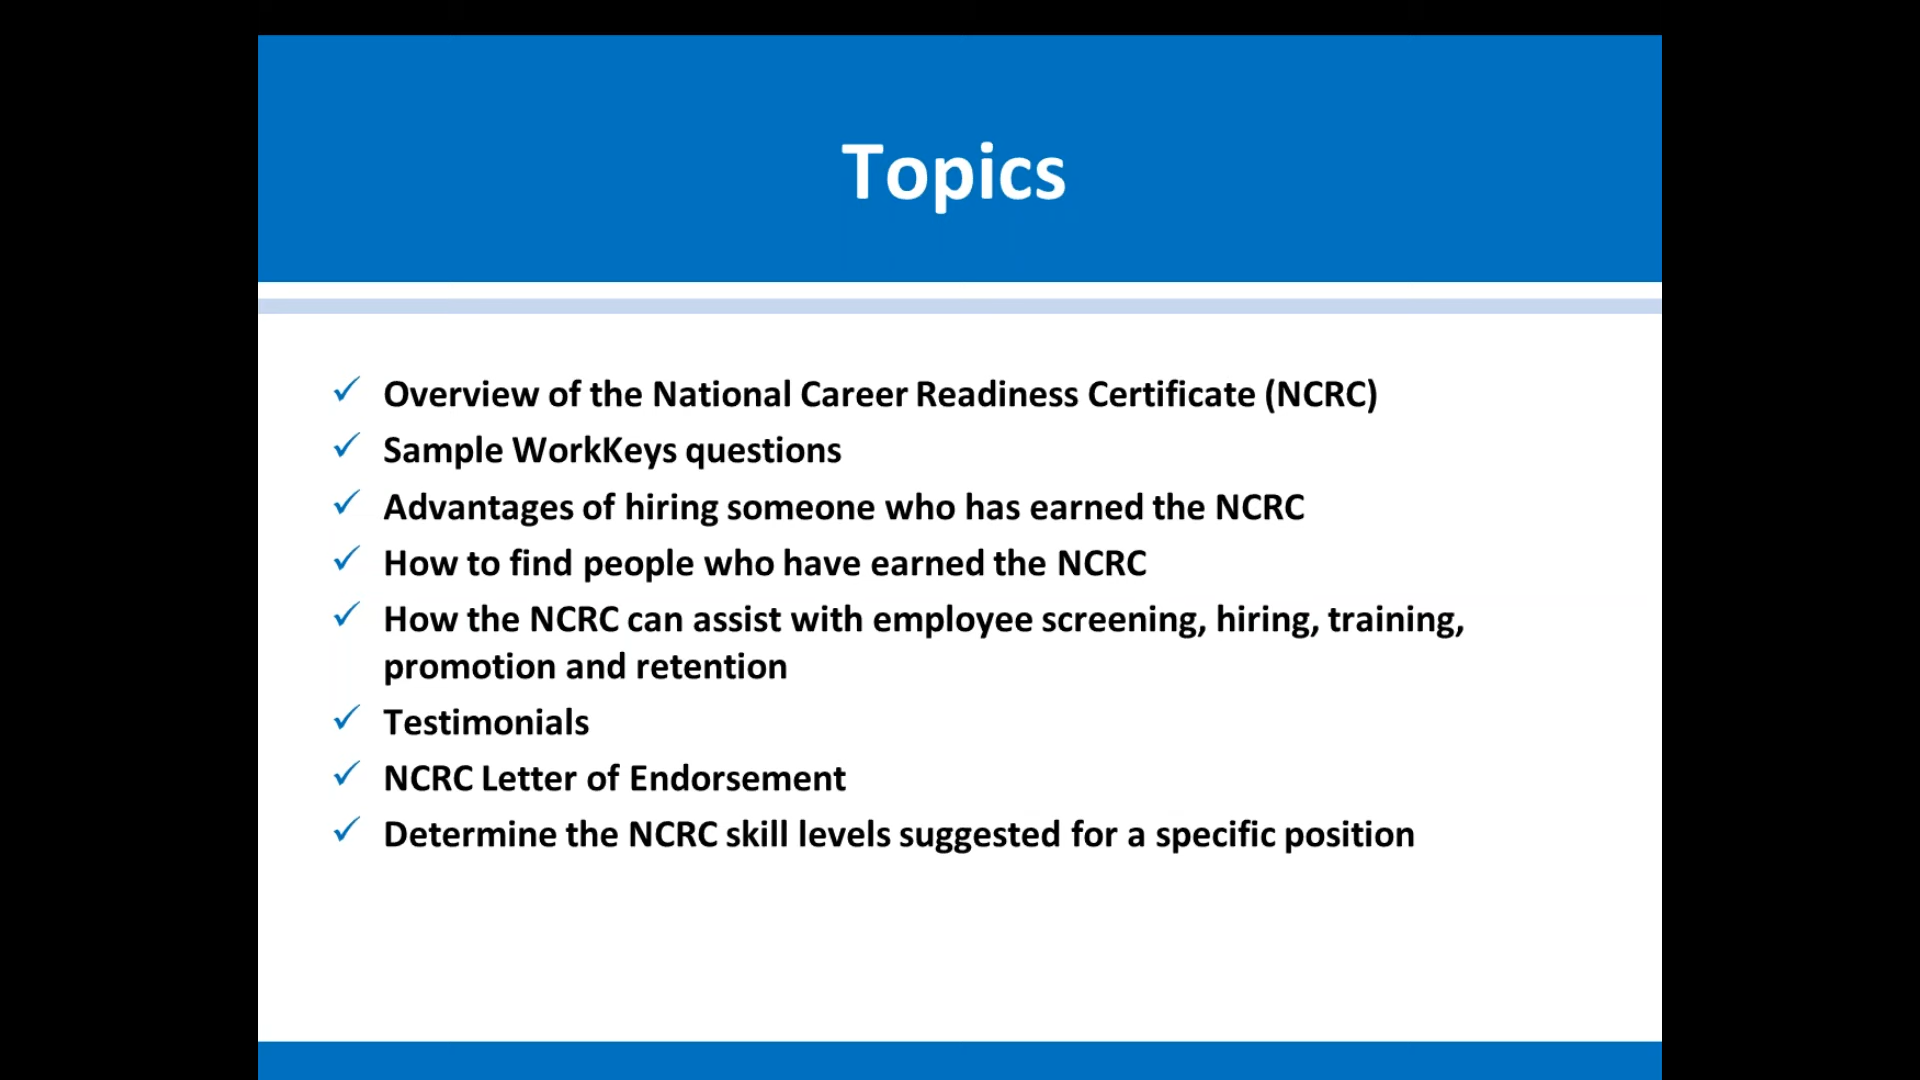 Topics
Overview of the National Career Readiness Certificate (NCRC)
Sample WorkKeys questions
Advantages of hiring someone who has earned the NCRC
How to find people who have earned the NCRC
How the NCRC can assist with employee screening, hiring, training,
promotion and retention
Testimonials
NCRC Letter of Endorsement
Determine the NCRC skill levels suggested for a specific position